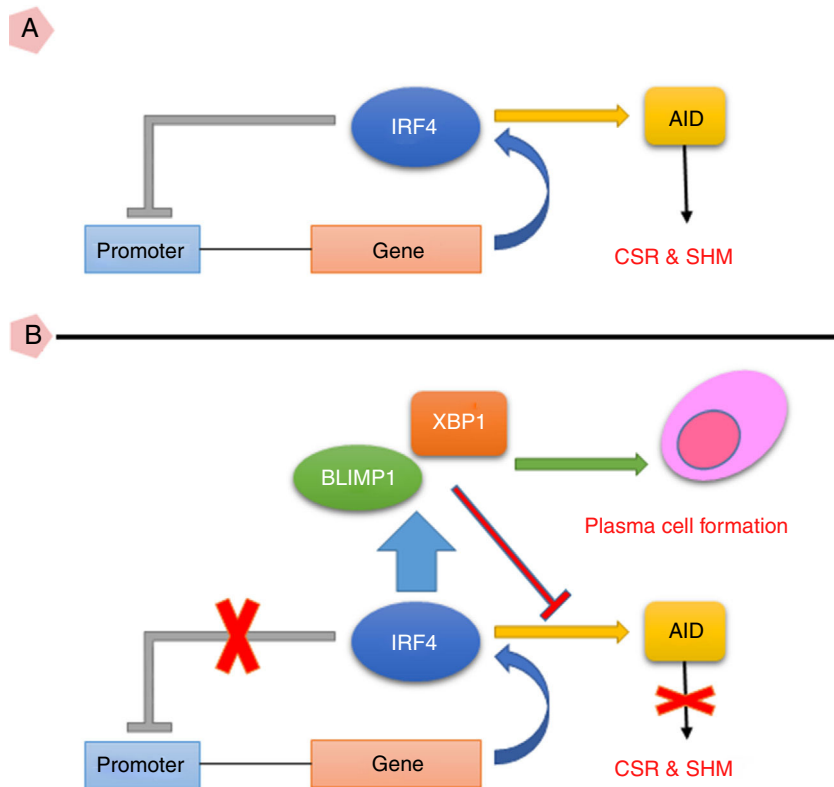 A
IRF4
AID
Promoter
Gene
CSR & SHM
B
XBP1
BLIMP1
Plasma cell formation
IRF4
AID
Promoter
Gene
CSR & SHM